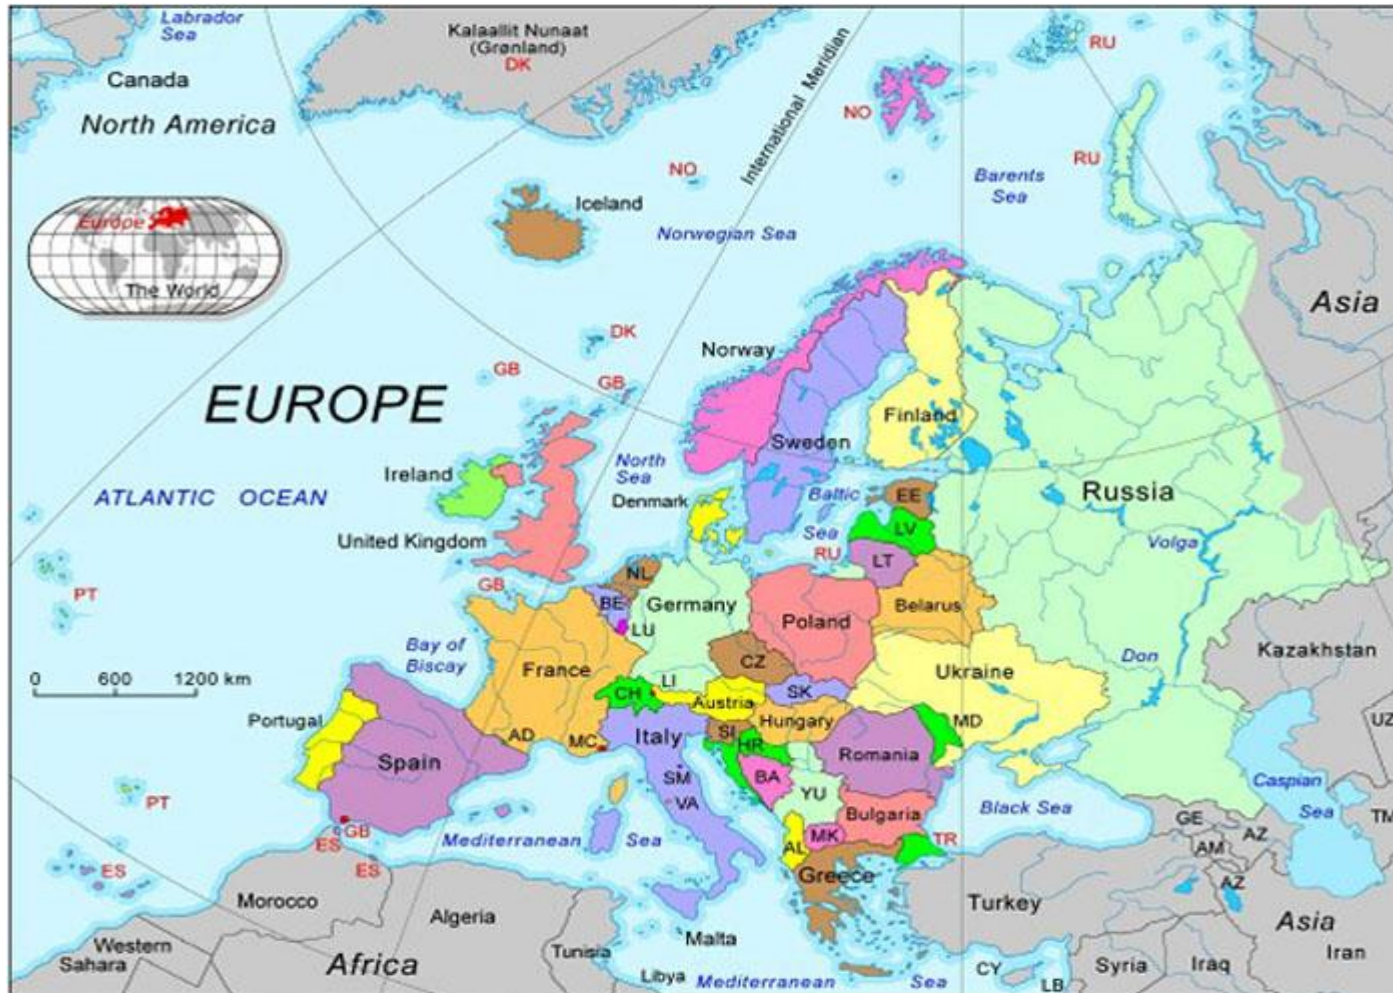 Labrador
Sea
Kalaallit Nunaat
(Grønland)
DK
Canada
North America
International Meridian
RU
NO
RU
NO
Barents
Sea
Iceland
Norwegian Sea
Europe
The World
Asia
DK
Norway
GB
GB
EUROPE
Finland
Sweden
Ireland
North
Sea
ATLANTIC OCEAN
Denmark
Baltic
Sea
EE
Russia
LV
United Kingdom
Volga
RU
LT
NL
GB
PT
BE
Germany
Belarus
Poland
LU
Bay of
Biscay
France
CZ
Ukraine
Don
Kazakhstan
0 600 1200 km
LI
CH
Austria
SK
Portugal
Hungary
MD
UZ
AD
MC
Italy
SI
HR
Romania
Spain
SM
BA
YU
Caspian
Sea
PT
VA
Black Sea
Bulgaria
TM
GE
AZ
GB
Mediterranean Sea
MK
TR
AL
AM
ES
ES
ES
Greece
AZ
Morocco
Turkey
Algeria
Asia
Western
Sahara
Africa
Tunisia
Malta
Iran
Libya
Mediterranean Sea
CY
LB
Syria
Iraq